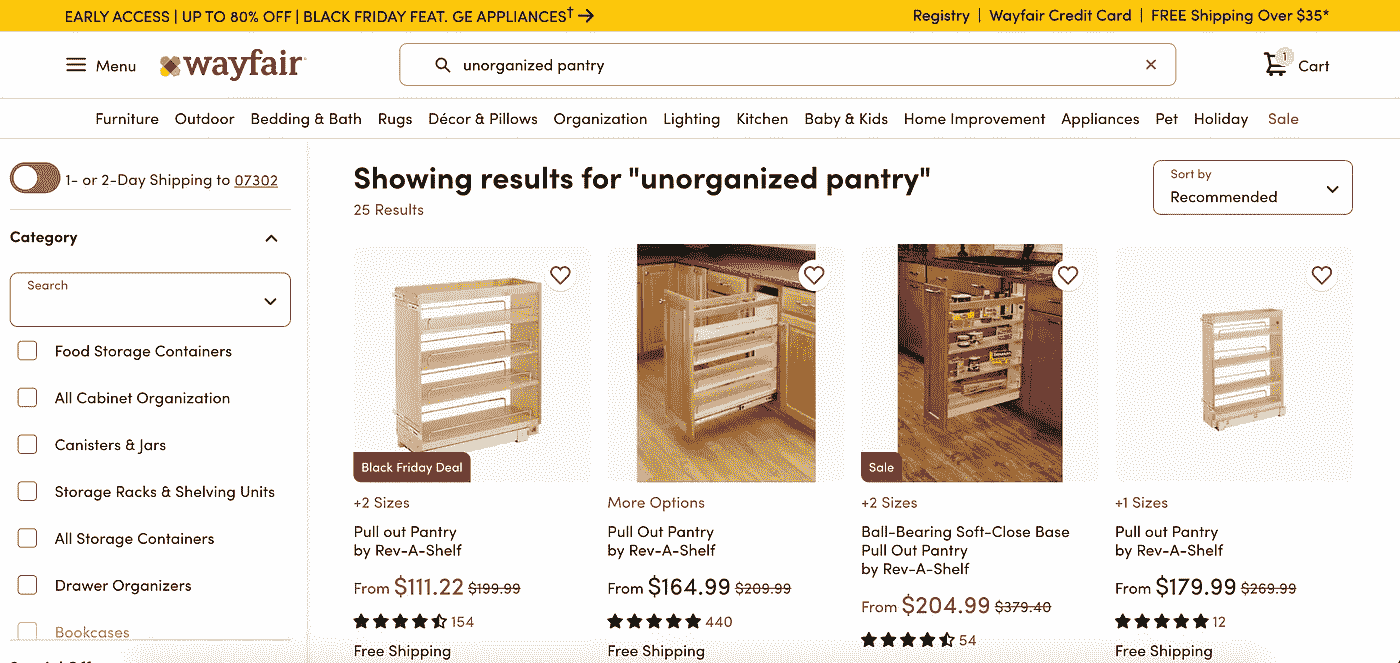 EARLY ACCESS | UP TO 80% OFF | BLACK FRIDAY FEAT. GE APPLIANCES† →
Registry | Wayfair Credit Card | FREE Shipping Over $35*
Menu
wayfair
unorganized pantry
1
Cart
Furniture Outdoor Bedding & Bath Rugs Décor & Pillows Organization Lighting Kitchen Baby & Kids Home Improvement Appliances Pet Holiday Sale
1- or 2-Day Shipping to 07302
Category
Search
Food Storage Containers
All Cabinet Organization
Canisters & Jars
Storage Racks & Shelving Units
All Storage Containers
Drawer Organizers
Bookcases
Showing results for "unorganized pantry"
25 Results
Sort by
Recommended
Black Friday Deal
+2 Sizes
Pull out Pantry
by Rev-A-Shelf
From $111.22 $199.99
154
Free Shipping
More Options
Pull Out Pantry
by Rev-A-Shelf
From $164.99 $209.99
440
Free Shipping
Sale
+2 Sizes
Ball-Bearing Soft-Close Base
Pull Out Pantry
by Rev-A-Shelf
From $204.99 $379.40
54
+1 Sizes
Pull out Pantry
by Rev-A-Shelf
From $179.99 $269.99
12
Free Shipping